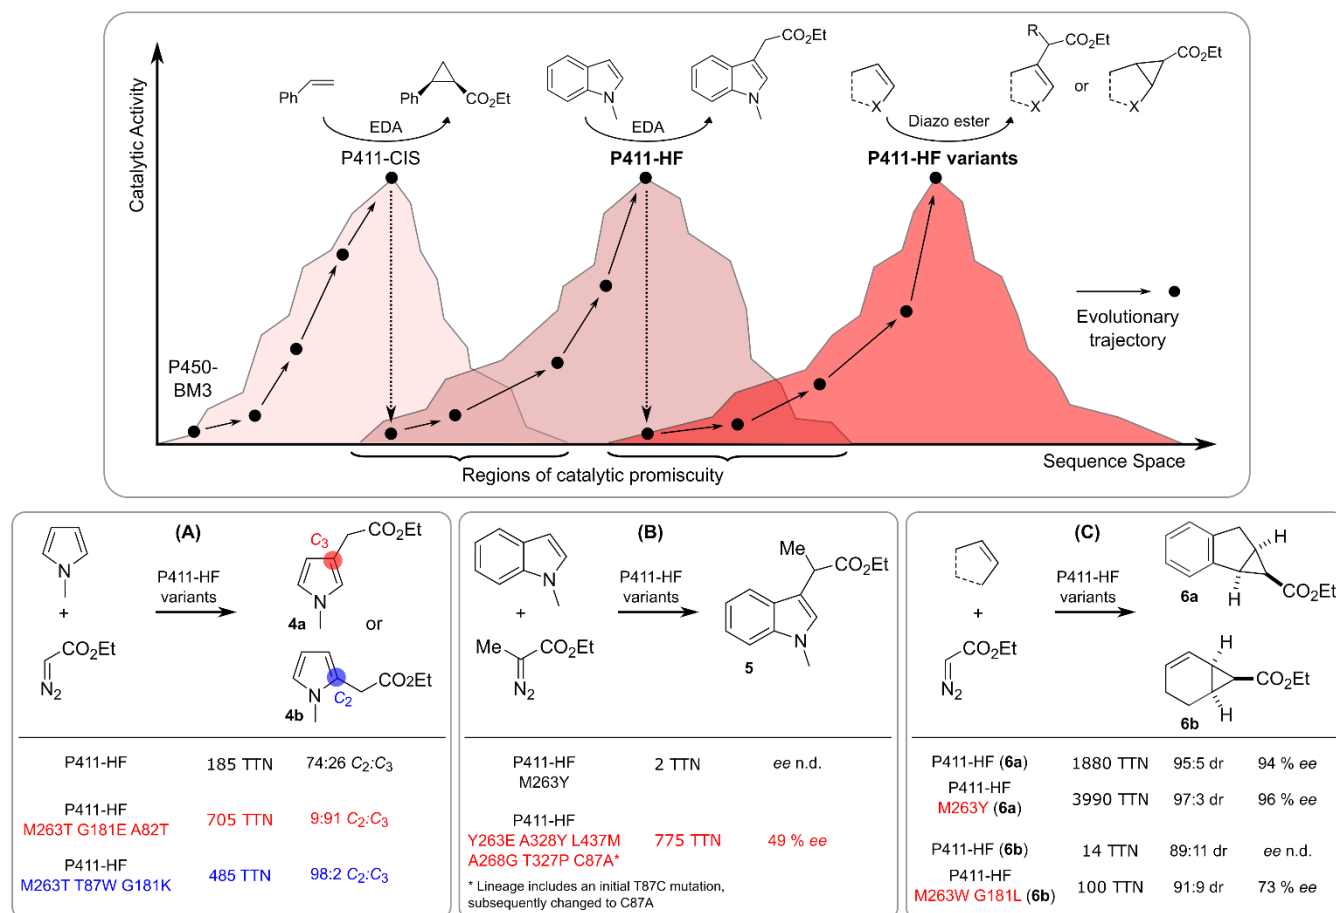 Catalytic Activity
Ph
EDA
Ph
CO2Et
P411-CIS
N
EDA
CO2Et
N
P411-HF
X
Diazo ester
R
CO2Et
X
or
CO2Et
X
P411-HF variants
P450-
BM3
Evolutionary
trajectory
Regions of catalytic promiscuity
Sequence Space
(A)
N
+
CO2Et
N2
P411-HF
variants
CO2Et
C3
N
4a
or
N
C2
CO2Et
4b
P411-HF
185 TTN
74:26 C2:C3
P411-HF
M263T G181E A82T
705 TTN
9:91 C2:C3
P411-HF
M263T T87W G181K
485 TTN
98:2 C2:C3
(B)
N
+
Me
CO2Et
N2
P411-HF
variants
Me
CO2Et
N
5
P411-HF
M263Y
2 TTN
ee n.d.
P411-HF
Y263E A328Y L437M
A268G T327P C87A*
775 TTN
49 % ee
* Lineage includes an initial T87C mutation,
subsequently changed to C87A
(C)
+
CO2Et
N2
P411-HF
variants
H
H
CO2Et
6a
H
H
CO2Et
6b
P411-HF (6a)
1880 TTN
95:5 dr
94 % ee
P411-HF
M263Y (6a)
3990 TTN
97:3 dr
96 % ee
P411-HF (6b)
14 TTN
89:11 dr
ee n.d.
P411-HF
M263W G181L (6b)
100 TTN
91:9 dr
73 % ee